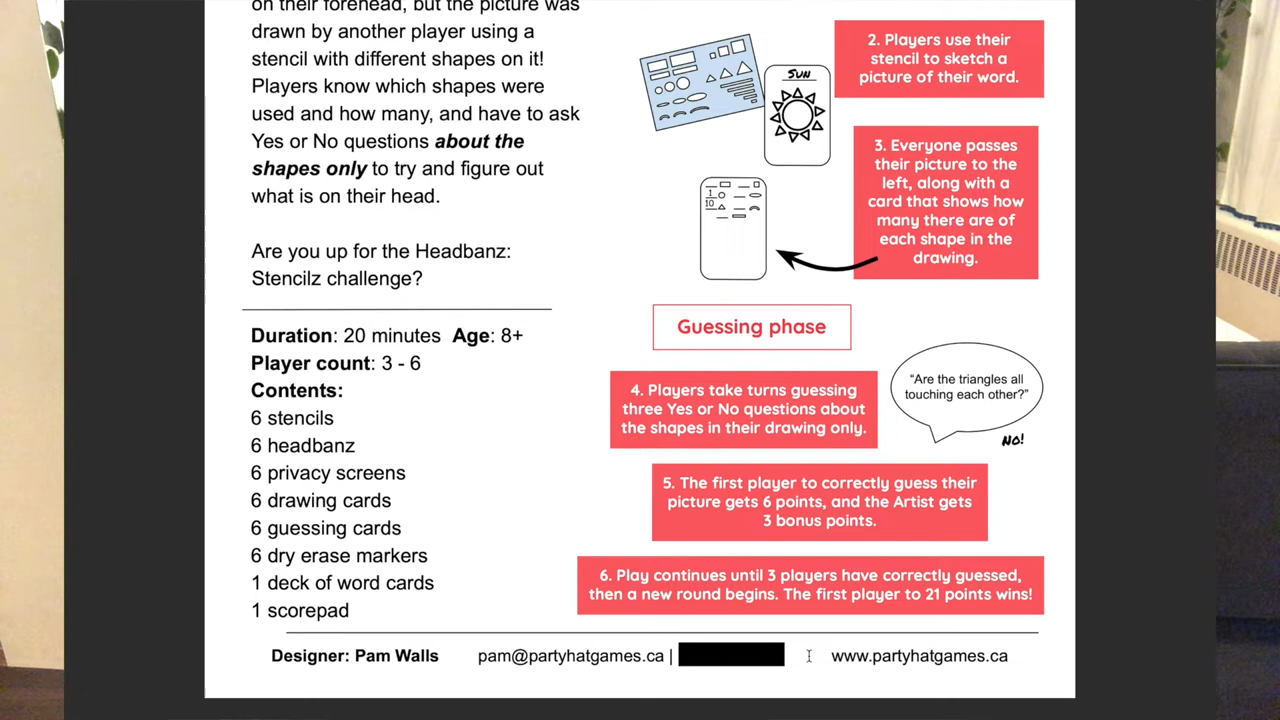 on their forehead, but the picture was
drawn by another player using a
stencil with different shapes on it!
Players know which shapes were
used and how many, and have to ask
Yes or No questions about the
shapes only to try and figure out
what is on their head.
Are you up for the Headbanz:
Stencilz challenge?
Duration: 20 minutes Age: 8+
Player count: 3 - 6
Contents:
6 stencils
6 headbanz
6 privacy screens
6 drawing cards
6 guessing cards
6 dry erase markers
1 deck of word cards
1 scorepad
2. Players use their
stencil to sketch a
picture of their word.
SUN
3. Everyone passes
their picture to the
left, along with a
card that shows how
many there are of
each shape in the
drawing.
1
10
Guessing phase
4. Players take turns guessing
three Yes or No questions about
the shapes in their drawing only.
“Are the triangles all
touching each other?”
NO!
5. The first player to correctly guess their
picture gets 6 points, and the Artist gets
3 bonus points.
6. Play continues until 3 players have correctly guessed,
then a new round begins. The first player to 21 points wins!
Designer: Pam Walls pam@partyhatgames.ca | www.partyhatgames.ca